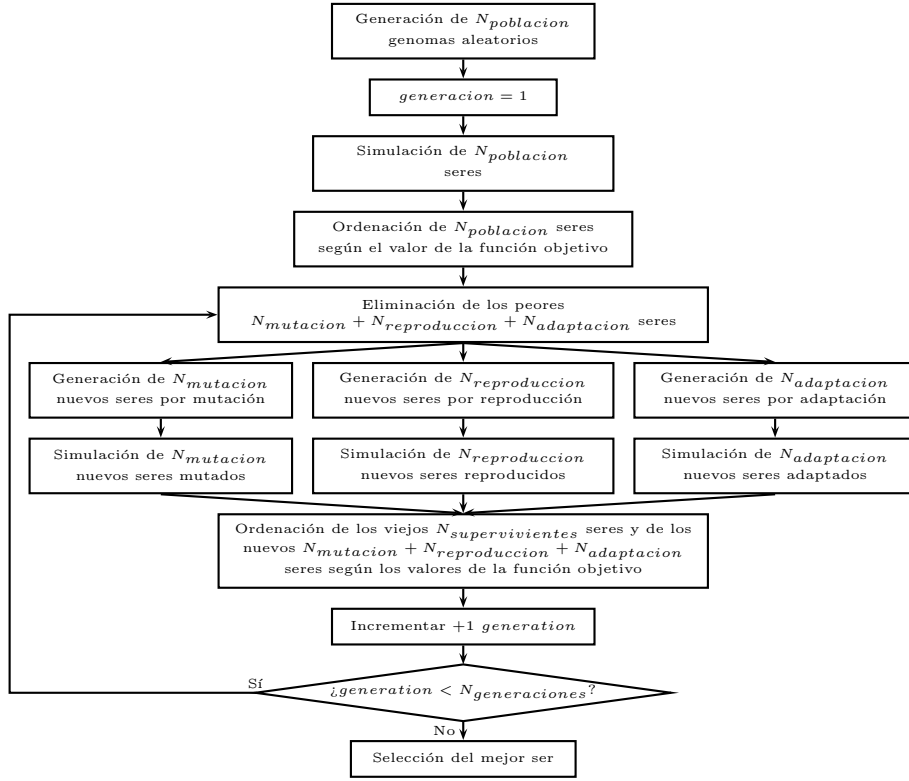 Generación de N_poblacion
genomas aleatorios
generacion = 1
Simulación de N_poblacion
seres
Ordenación de N_poblacion seres
según el valor de la función objetivo
Eliminación de los peores
N_mutacion + N_reproduccion + N_adaptacion seres
Generación de N_mutacion
nuevos seres por mutación
Generación de N_reproduccion
nuevos seres por reproducción
Generación de N_adaptacion
nuevos seres por adaptación
Simulación de N_mutacion
nuevos seres mutados
Simulación de N_reproduccion
nuevos seres reproducidos
Simulación de N_adaptacion
nuevos seres adaptados
Ordenación de los viejos N_supervivientes seres y de los
nuevos N_mutacion + N_reproduccion + N_adaptacion
seres según los valores de la función objetivo
Incrementar +1 generation
Sí
¿generation < N_generaciones?
No
Selección del mejor ser